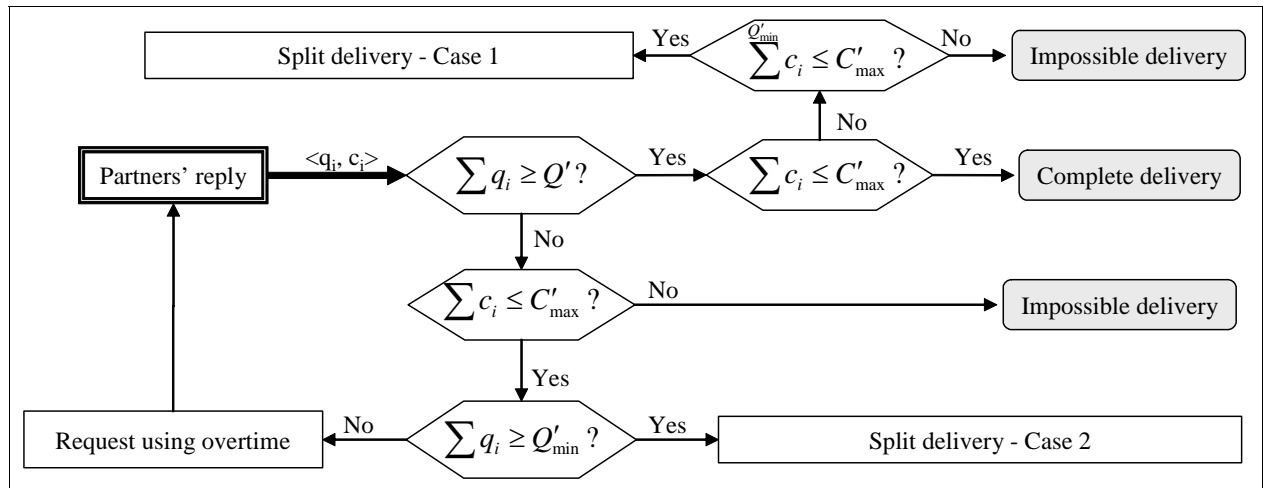 Split delivery - Case 1
Yes
Q′min
∑ ci ≤ C′max ?
No
Impossible delivery
No
Partners' reply
<qi, ci>
∑ qi ≥ Q′ ?
Yes
∑ ci ≤ C′max ?
Yes
Complete delivery
No
∑ ci ≤ C′max ?
No
Impossible delivery
Yes
Request using overtime
No
∑ qi ≥ Q′min ?
Yes
Split delivery - Case 2